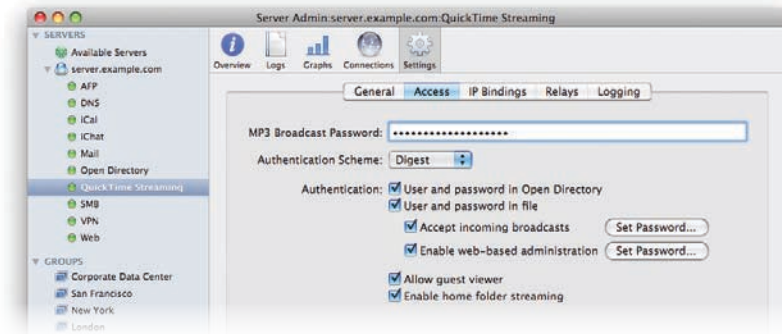 Server Admin:server.example.com:QuickTime Streaming
SERVERS
Available Servers
server.example.com
AFP
DNS
iCal
iChat
Mail
Open Directory
QuickTime Streaming
SMB
VPN
Web
GROUPS
Corporate Data Center
San Francisco
New York
London
Overview Logs Graphs Connections Settings
General Access IP Bindings Relays Logging
MP3 Broadcast Password: •••••••••••••••••••
Authentication Scheme: Digest
Authentication: User and password in Open Directory
User and password in file
Accept incoming broadcasts Set Password...
Enable web-based administration Set Password...
Allow guest viewer
Enable home folder streaming